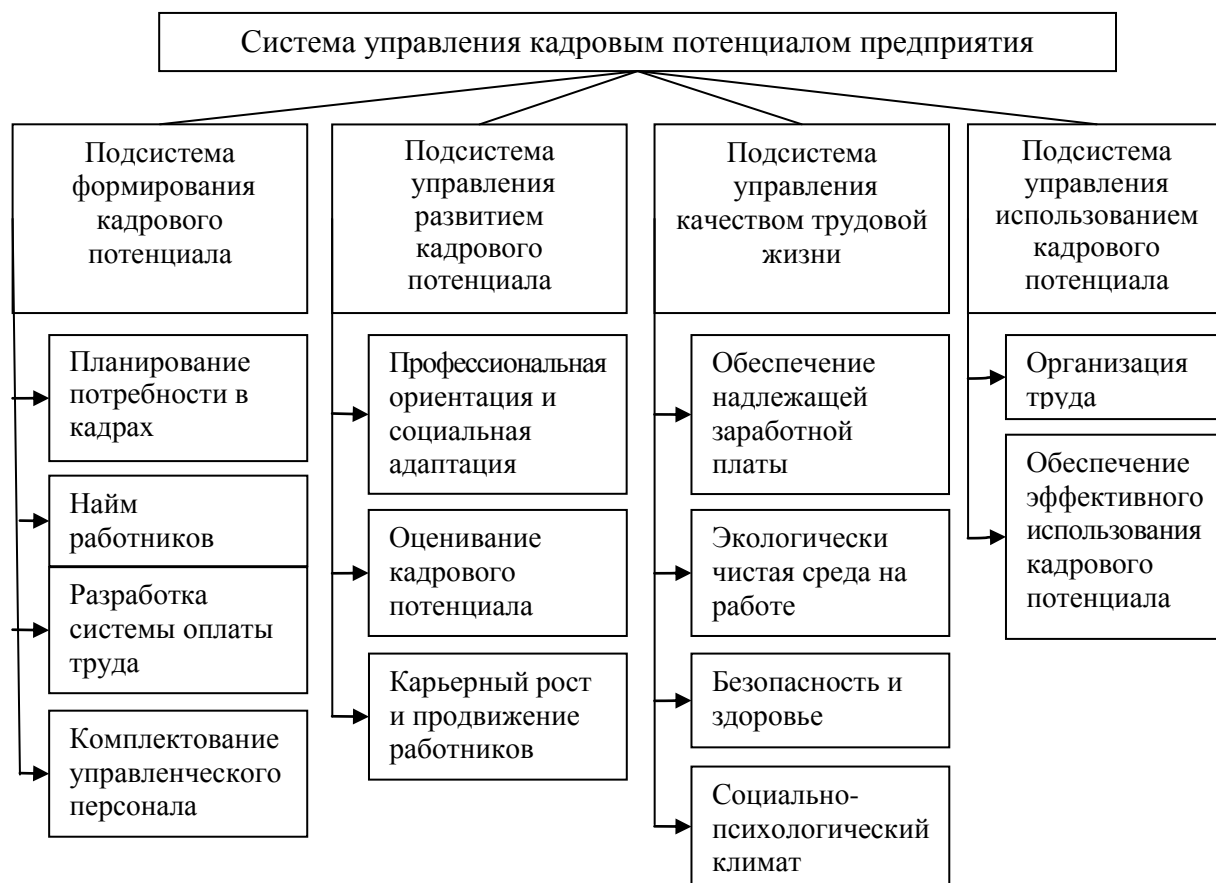 Система управления кадровым потенциалом предприятия
Подсистема
формирования
кадрового
потенциала
Планирование
потребности в
кадрах
Найм
работников
Разработка
системы оплаты
труда
Комплектование
управленческого
персонала
Подсистема
управления
развитием
кадрового
потенциала
Профессиональная
ориентация и
социальная
адаптация
Оценивание
кадрового
потенциала
Карьерный рост
и продвижение
работников
Подсистема
управления
качеством трудовой
жизни
Обеспечение
надлежащей
заработной
платы
Экологически
чистая среда на
работе
Безопасность и
здоровье
Социально-
психологический
климат
Подсистема
управления
использованием
кадрового
потенциала
Организация
труда
Обеспечение
эффективного
использования
кадрового
потенциала